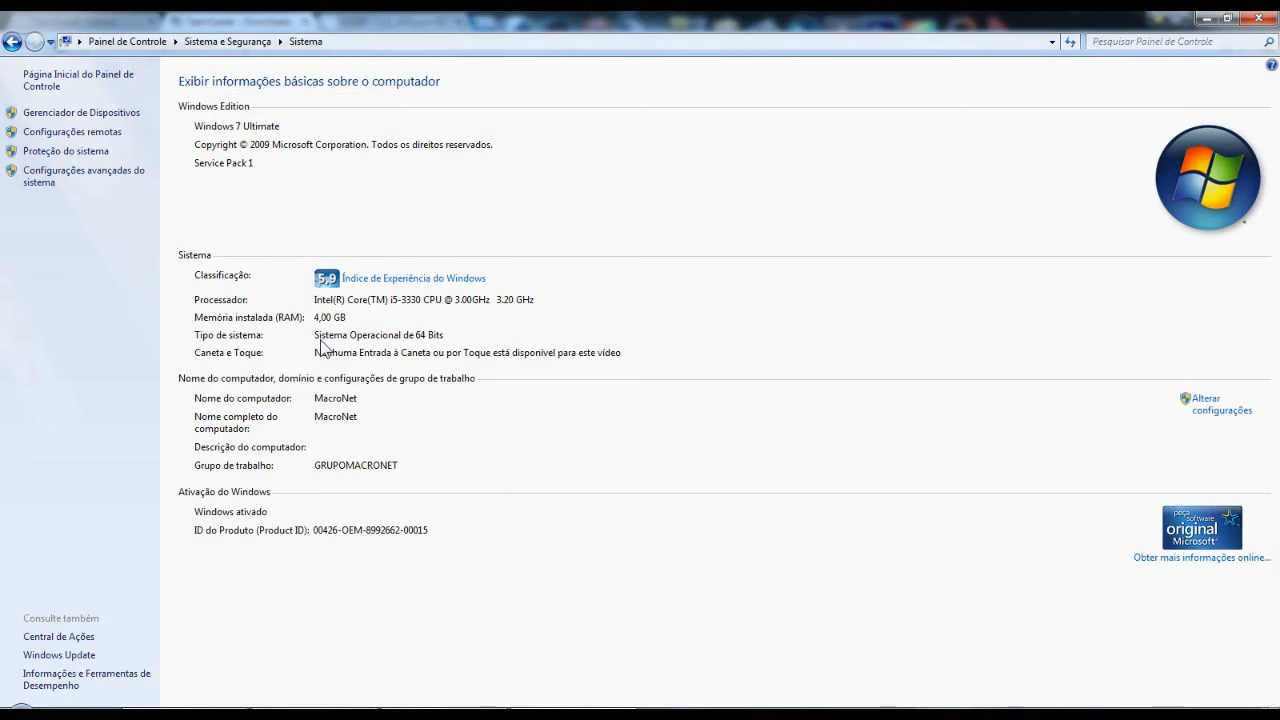 Painel de Controle Sistema e Segurança Sistema
Pesquisar Painel de Controle
Página Inicial do Painel de
Controle
Gerenciador de Dispositivos
Configurações remotas
Proteção do sistema
Configurações avançadas do
sistema
Exibir informações básicas sobre o computador
Windows Edition
Windows 7 Ultimate
Copyright © 2009 Microsoft Corporation. Todos os direitos reservados.
Service Pack 1
Sistema
Classificação: 5,9 Índice de Experiência do Windows
Processador: Intel(R) Core(TM) i5-3330 CPU @ 3.00GHz 3.20 GHz
Memória instalada (RAM): 4,00 GB
Tipo de sistema: Sistema Operacional de 64 Bits
Caneta e Toque: Nenhuma Entrada à Caneta ou por Toque está disponível para este vídeo
Nome do computador, domínio e configurações de grupo de trabalho
Nome do computador: MacroNet
Alterar
configurações
Nome completo do
computador: MacroNet
Descrição do computador:
Grupo de trabalho: GRUPOMACRONET
Ativação do Windows
Windows ativado
ID do Produto (Product ID): 00426-OEM-8992662-00015
peça
software
original
Microsoft
Obter mais informações online...
Consulte também
Central de Ações
Windows Update
Informações e Ferramentas de
Desempenho